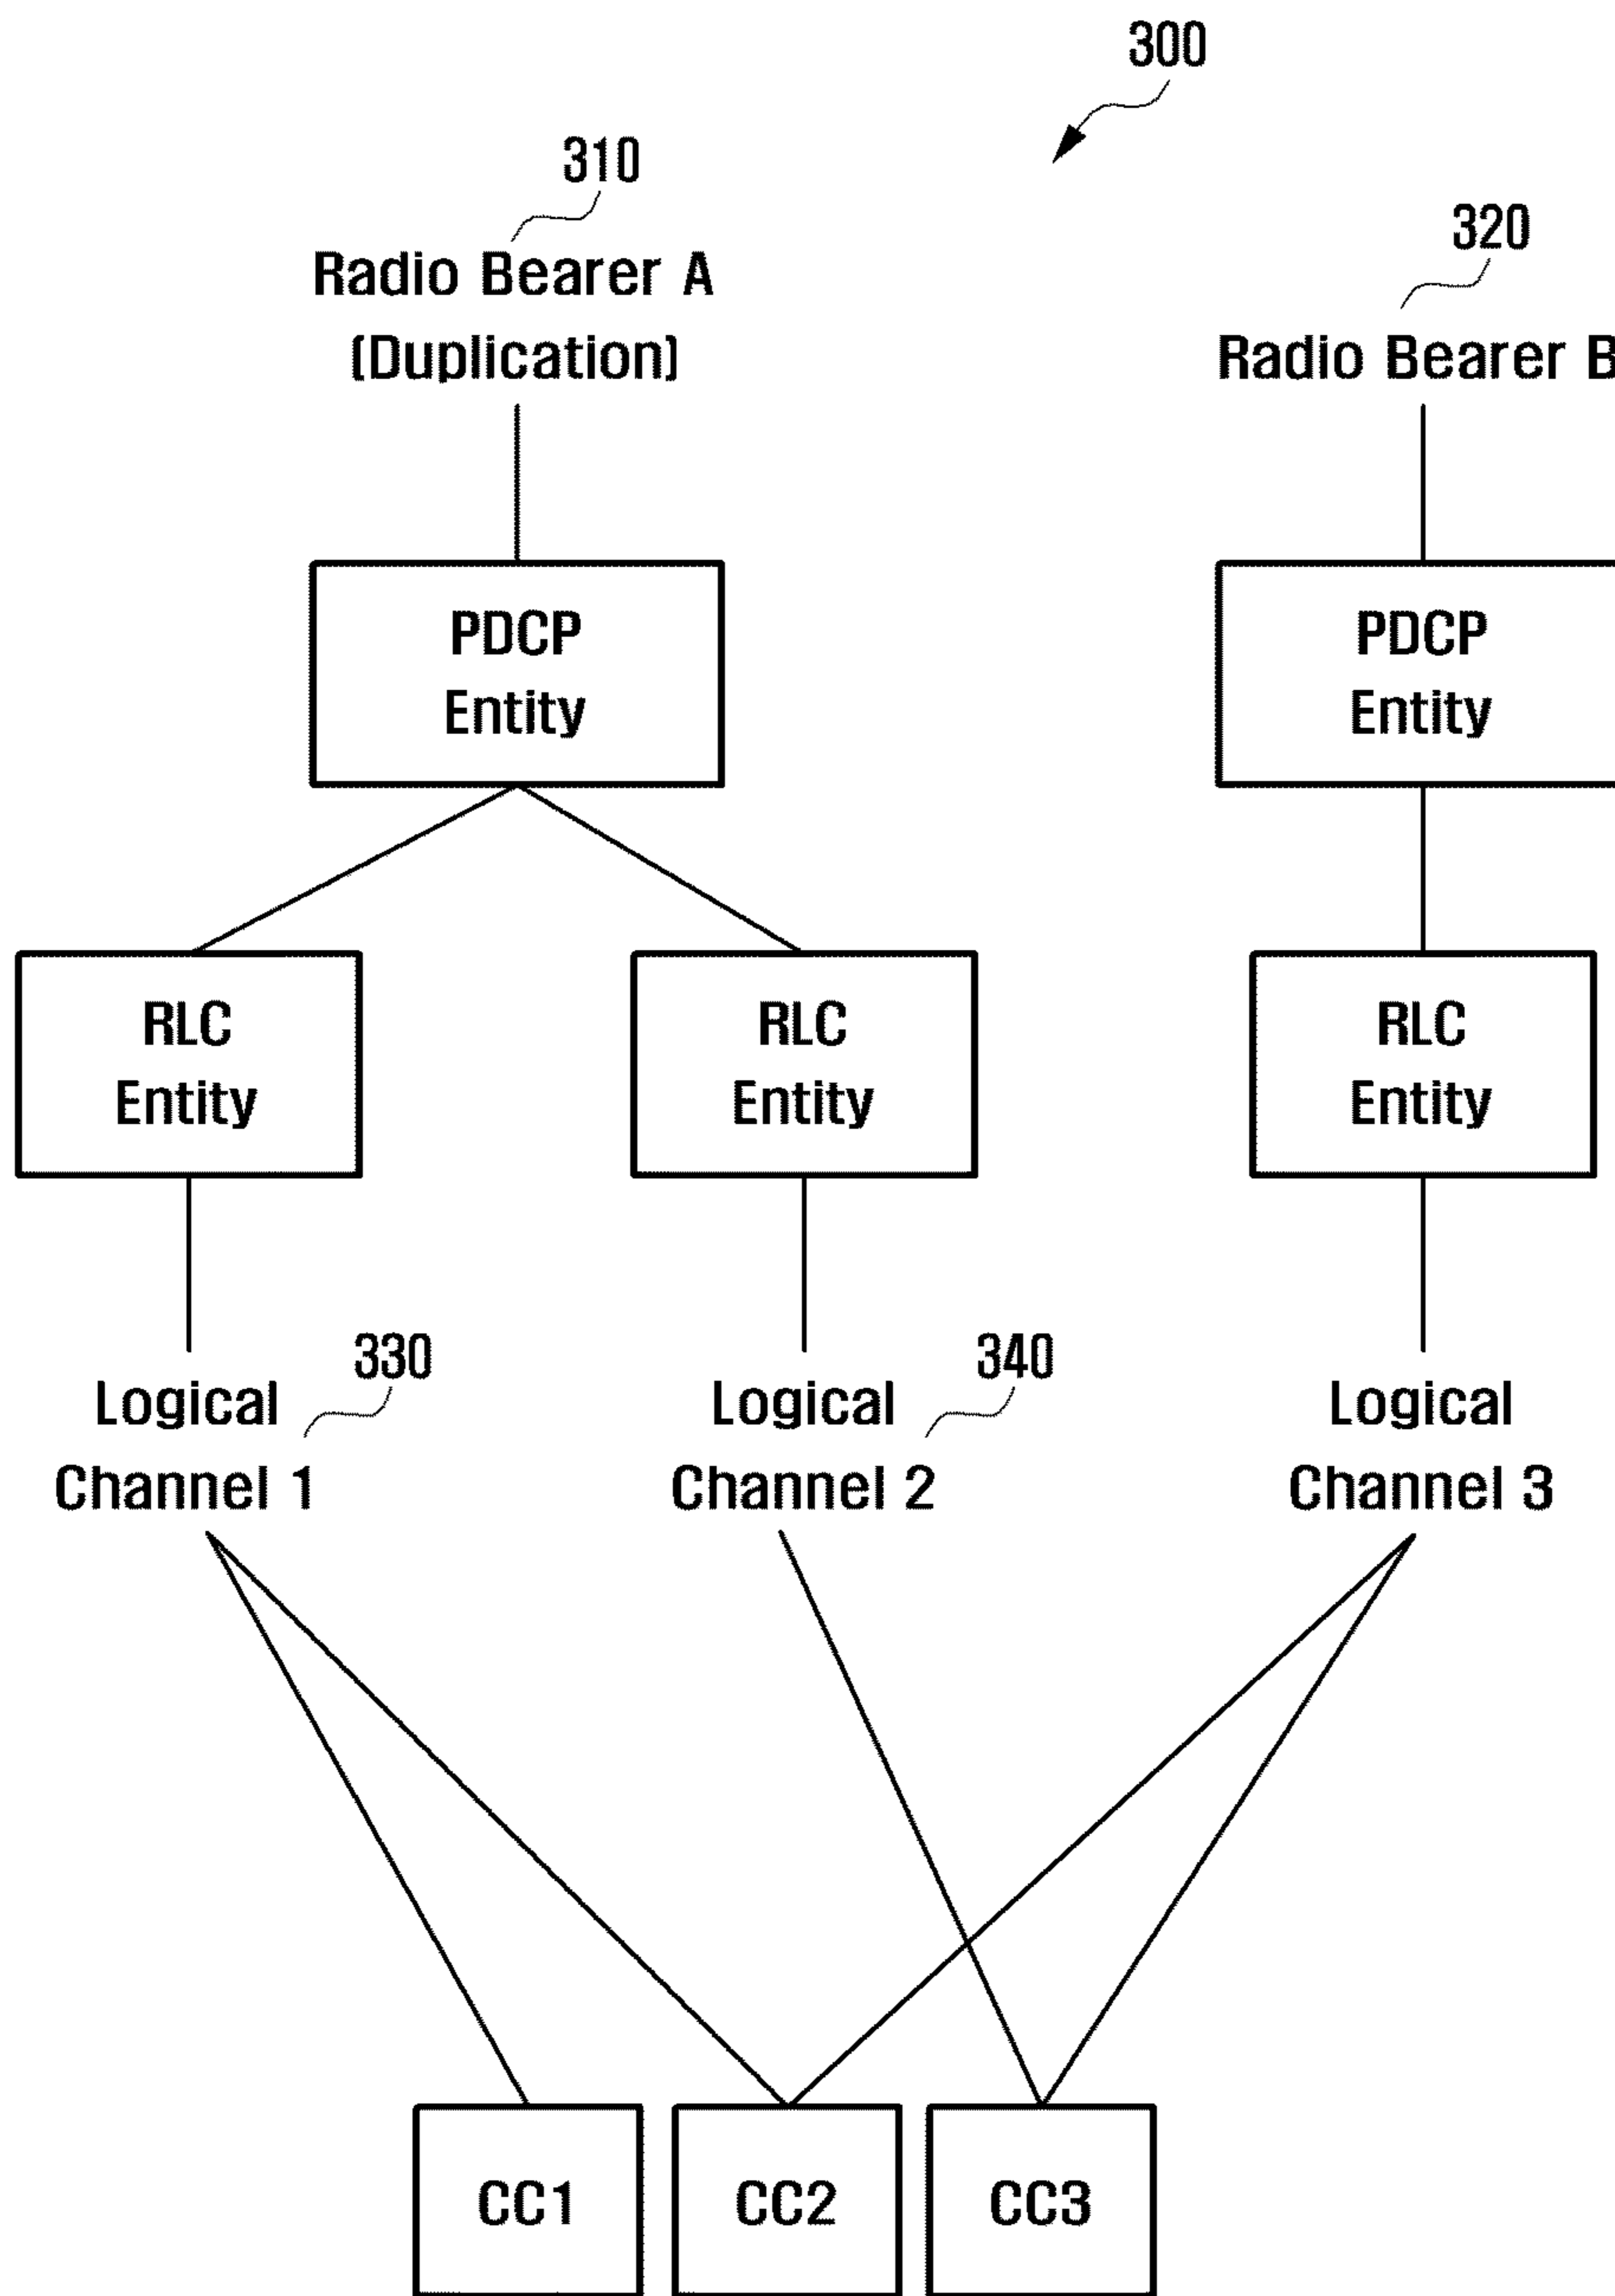 300
310
320
Radio Bearer A
(Duplication)
Radio Bearer B
PDCP
Entity
PDCP
Entity
RLC
Entity
RLC
Entity
RLC
Entity
330
340
Logical
Channel 1
Logical
Channel 2
Logical
Channel 3
CC1
CC2
CC3